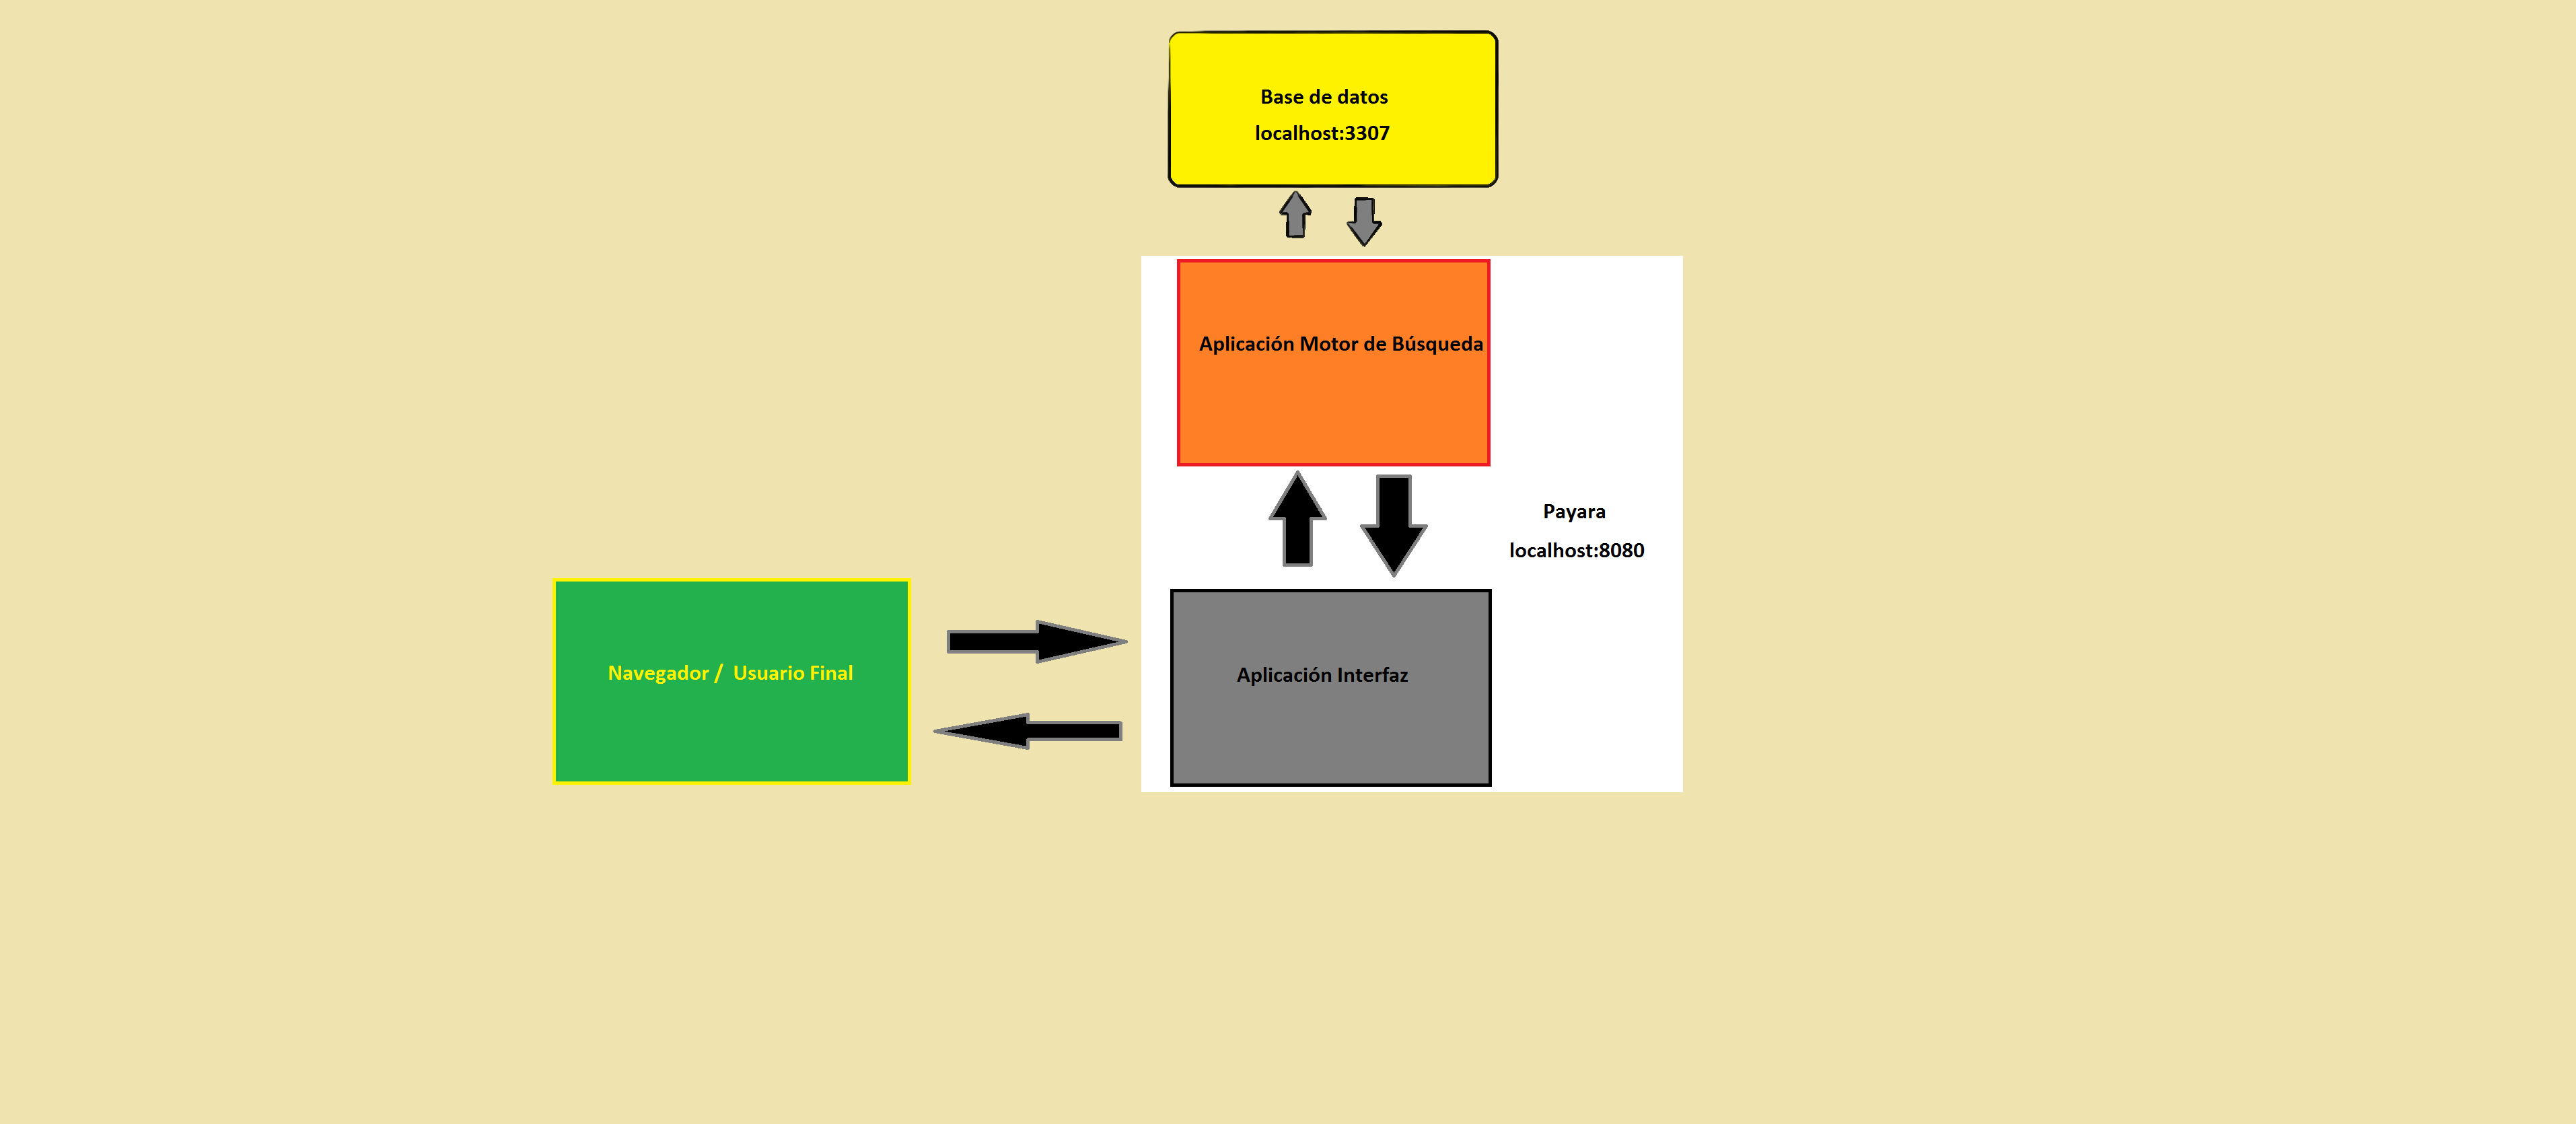 Base de datos
localhost:3307
Aplicación Motor de Búsqueda
Payara
localhost:8080
Navegador /  Usuario Final
Aplicación Interfaz